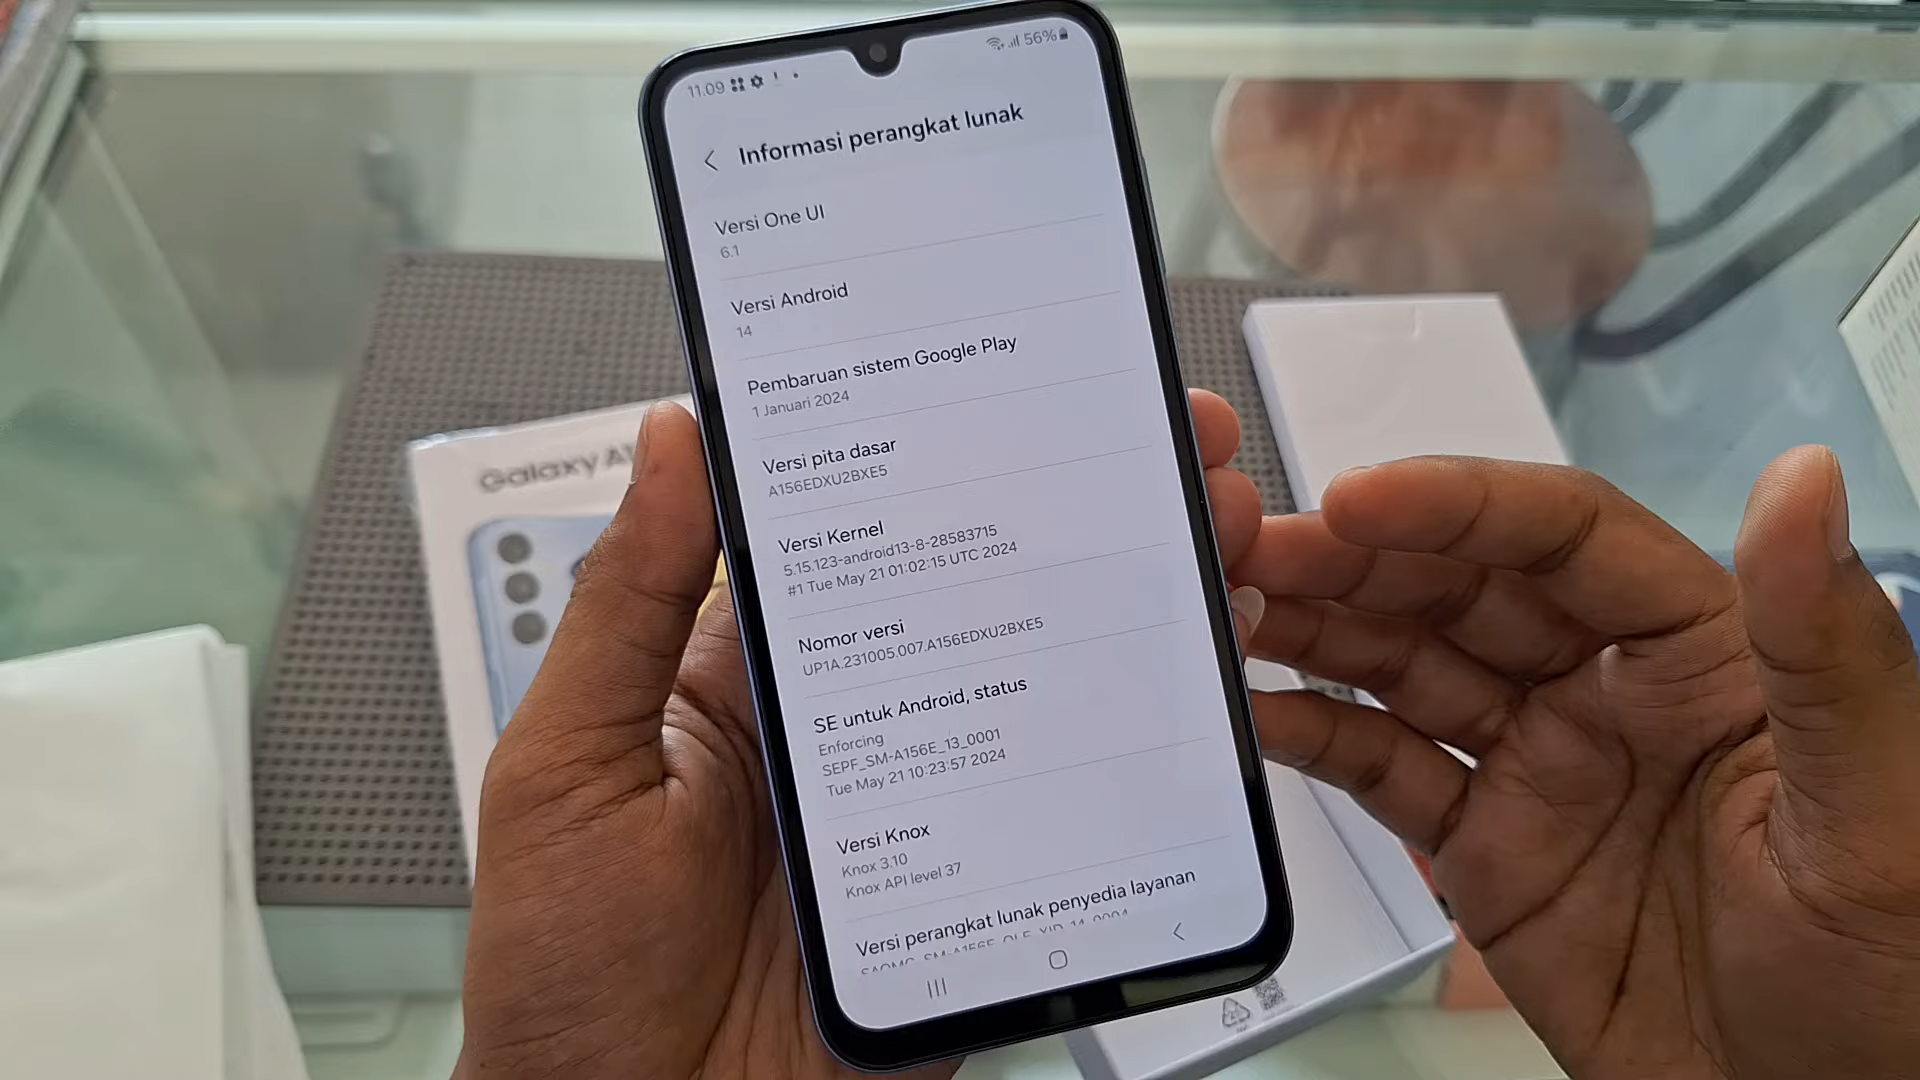 11.09
56%
Informasi perangkat lunak
Versi One UI
6.1
Versi Android
14
Pembaruan sistem Google Play
1 Januari 2024
Versi pita dasar
A156EDXU2BXE5
Versi Kernel
5.15.123-android13-8-28583715
#1 Tue May 21 01:02:15 UTC 2024
Nomor versi
UP1A.231005.007.A156EDXU2BXE5
SE untuk Android, status
Enforcing
SEPF_SM-A156E_13_0001
Tue May 21 10:23:57 2024
Versi Knox
Knox 3.10
Knox API level 37
Versi perangkat lunak penyedia layanan
Galaxy